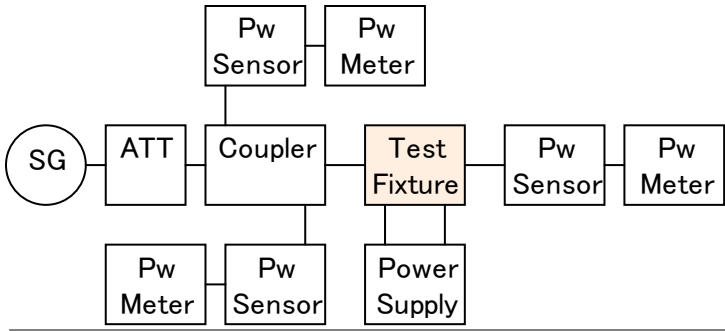 Pw
Sensor
Pw
Meter
SG
ATT
Coupler
Test
Fixture
Pw
Sensor
Pw
Meter
Pw
Meter
Pw
Sensor
Power
Supply